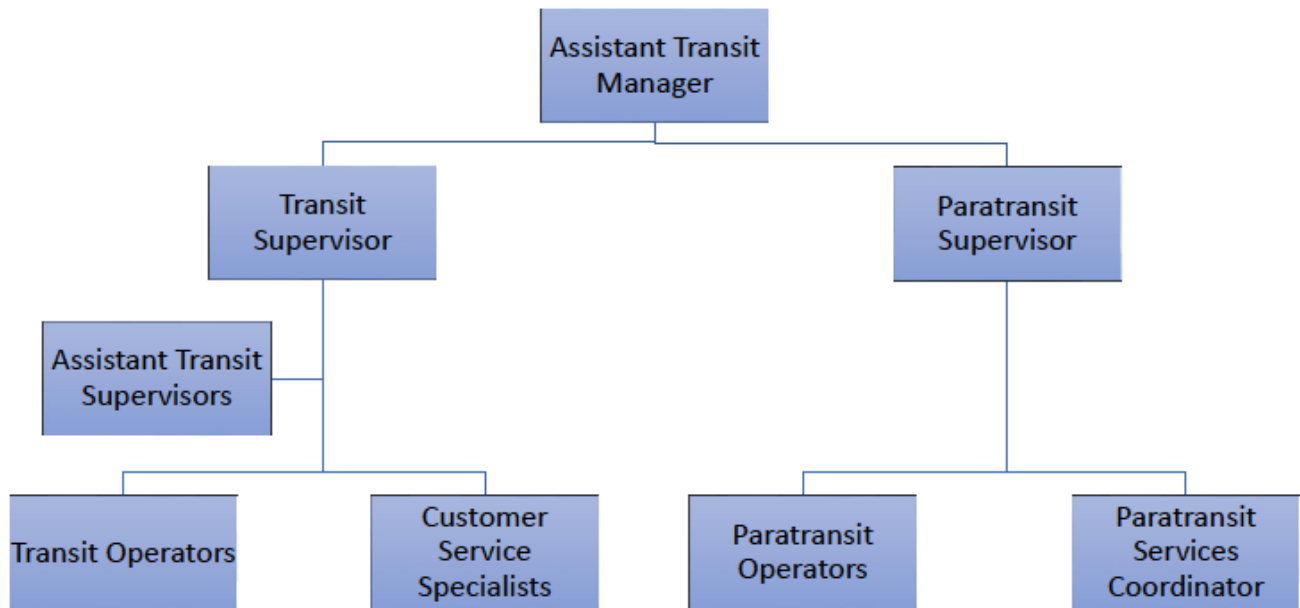 Assistant Transit
Manager
Transit
Supervisor
Paratransit
Supervisor
Assistant Transit
Supervisors
Transit Operators
Customer
Service
Specialists
Paratransit
Operators
Paratransit
Services
Coordinator